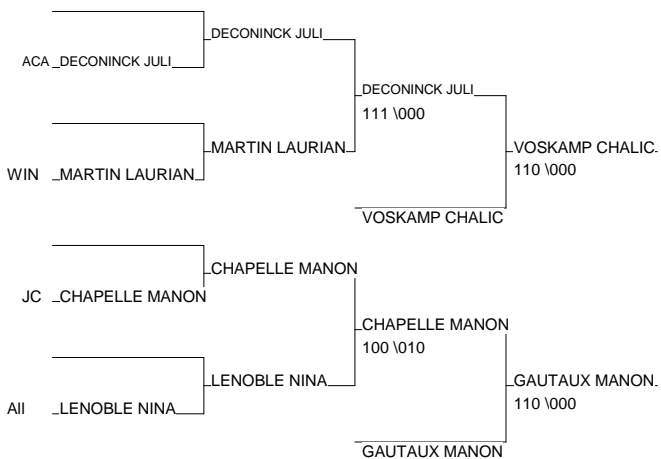 DECONINCK JULI
ACA DECONINCK JULI
DECONINCK JULI
111 \000
MARTIN LAURIAN
VOSKAMP CHALIC
110 \000
WIN MARTIN LAURIAN
VOSKAMP CHALIC
CHAPELLE MANON
JC CHAPELLE MANON
CHAPELLE MANON
100 \010
LENOBLE NINA
GAUTAUX MANON
110 \000
All LENOBLE NINA
GAUTAUX MANON